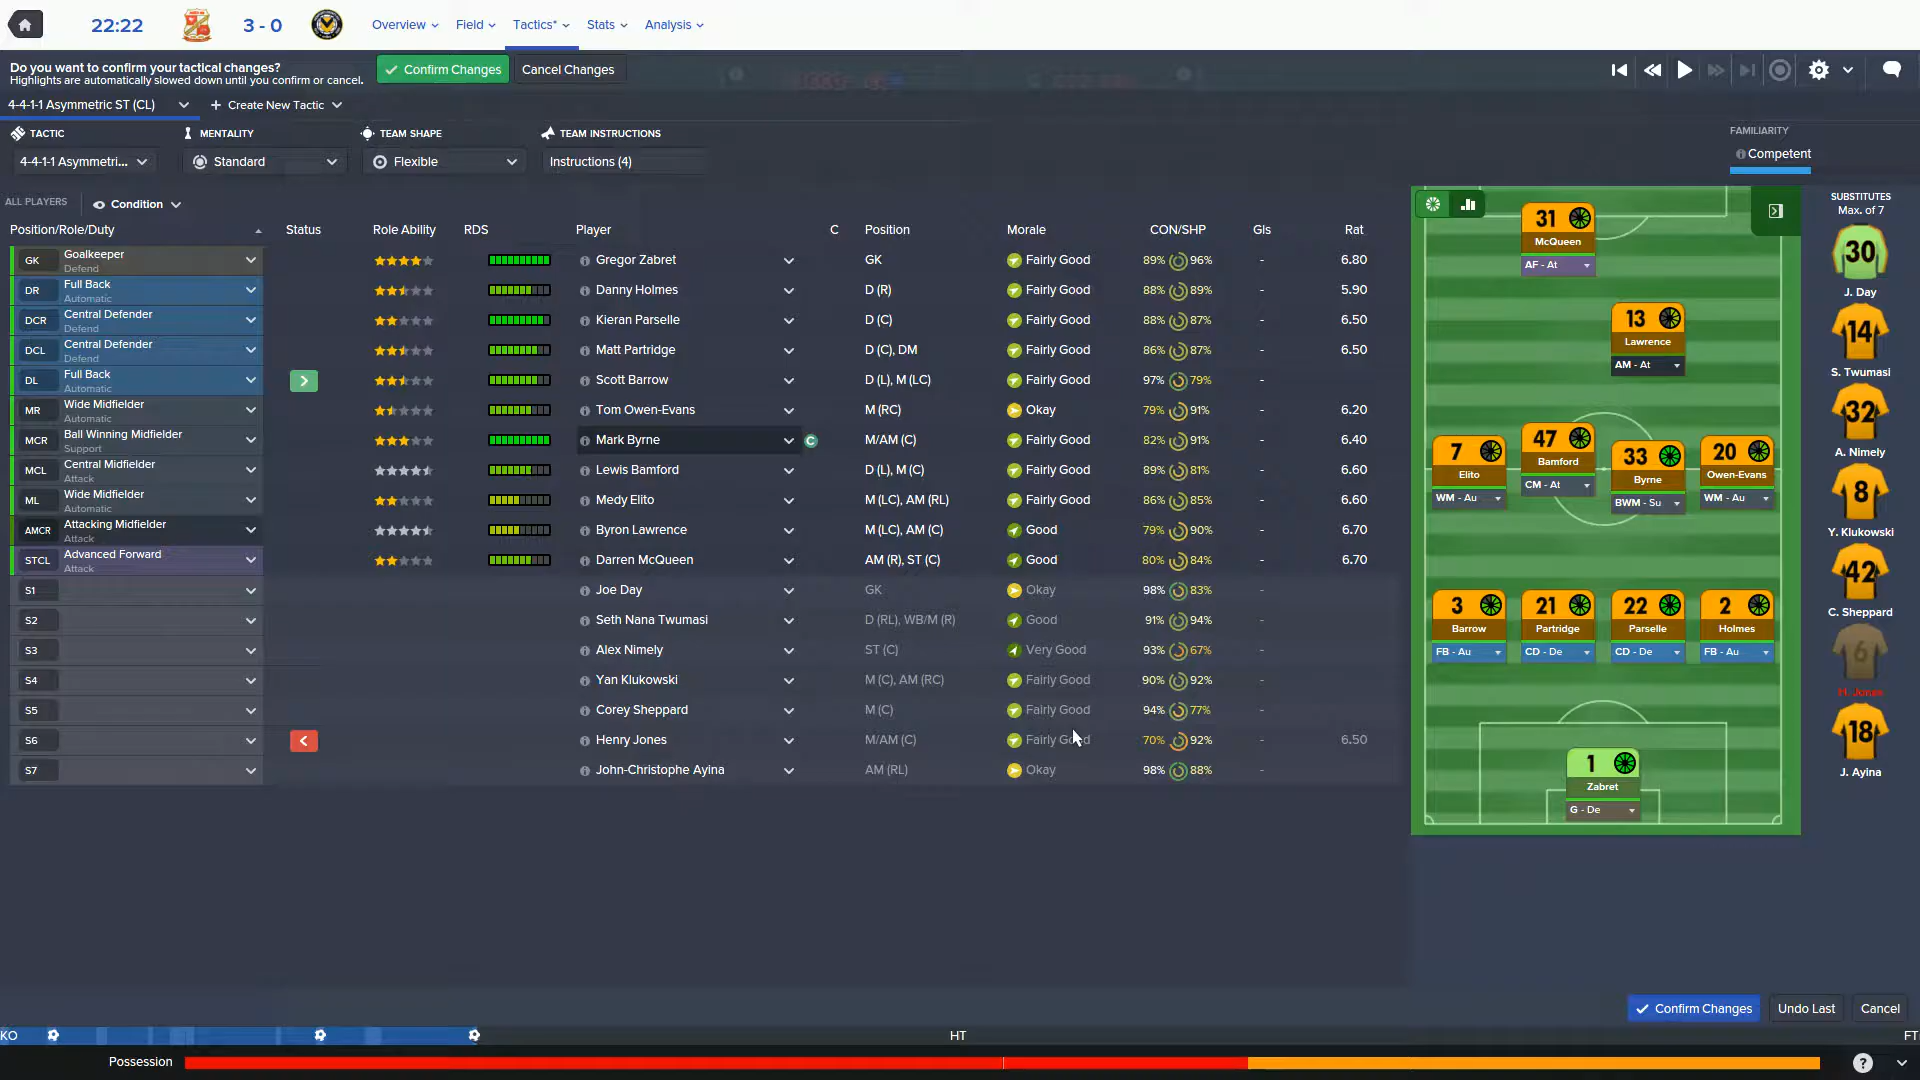 22:22 3 - 0 Overview Field Tactics* Stats Analysis
Do you want to confirm your tactical changes?
Highlights are automatically slowed down until you confirm or cancel.
Confirm Changes Cancel Changes
4-4-1-1 Asymmetric ST (CL) + Create New Tactic
TACTIC MENTALITY TEAM SHAPE TEAM INSTRUCTIONS
4-4-1-1 Asymmetri... Standard Flexible Instructions (4)
FAMILIARITY
Competent
ALL PLAYERS Condition
Position/Role/Duty Status Role Ability RDS Player C Position Morale CON/SHP Gls Rat
GK Goalkeeper Defend Gregor Zabret GK Fairly Good 89% 96% - 6.80
DR Full Back Automatic Danny Holmes D (R) Fairly Good 88% 89% - 5.90
DCR Central Defender Defend Kieran Parselle D (C) Fairly Good 88% 87% - 6.50
DCL Central Defender Defend Matt Partridge D (C), DM Fairly Good 86% 87% - 6.50
DL Full Back Automatic Scott Barrow D (L), M (LC) Fairly Good 97% 79% -
MR Wide Midfielder Automatic Tom Owen-Evans M (RC) Okay 79% 91% - 6.20
MCR Ball Winning Midfielder Support Mark Byrne C M/AM (C) Fairly Good 82% 91% - 6.40
MCL Central Midfielder Attack Lewis Bamford D (L), M (C) Fairly Good 89% 81% - 6.60
ML Wide Midfielder Automatic Medy Elito M (LC), AM (RL) Fairly Good 86% 85% - 6.60
AMCR Attacking Midfielder Attack Byron Lawrence M (LC), AM (C) Good 79% 90% - 6.70
STCL Advanced Forward Attack Darren McQueen AM (R), ST (C) Good 80% 84% - 6.70
S1 Joe Day GK Okay 98% 83% -
S2 Seth Nana Twumasi D (RL), WB/M (R) Good 91% 94% -
S3 Alex Nimely ST (C) Very Good 93% 67% -
S4 Yan Klukowski M (C), AM (RC) Fairly Good 90% 92% -
S5 Corey Sheppard M (C) Fairly Good 94% 77% -
S6 Henry Jones M/AM (C) Fairly Good 70% 92% - 6.50
S7 John-Christophe Ayina AM (RL) Okay 98% 88% -
31
McQueen
AF - At
13
Lawrence
AM - At
7 47 33 20
Elito Bamford Byrne Owen-Evans
WM - Au CM - At BWM - Su WM - Au
3 21 22 2
Barrow Partridge Parselle Holmes
FB - Au CD - De CD - De FB - Au
1
Zabret
G - De
SUBSTITUTES
Max. of 7
30
J. Day
14
S. Twumasi
32
A. Nimely
8
Y. Klukowski
42
C. Sheppard
6
H. Jones
18
J. Ayina
Confirm Changes Undo Last Cancel
KO HT FT
Possession ?